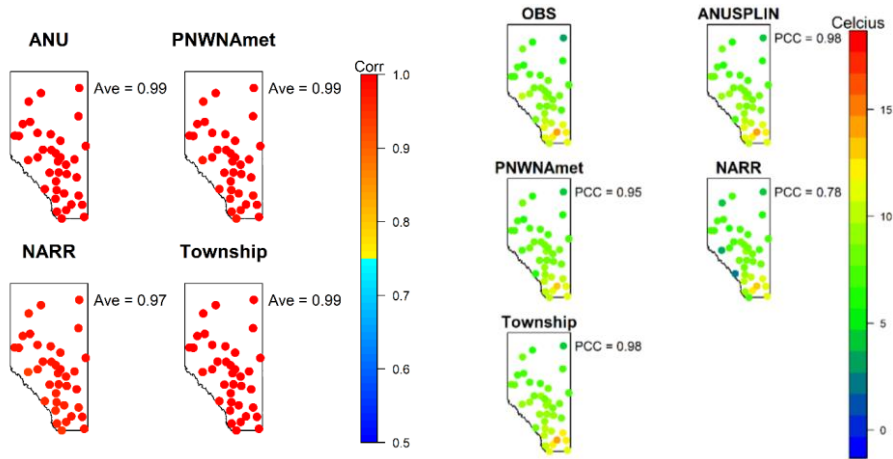 ANU
PNWNAmet
Ave = 0.99
Ave = 0.99
NARR
Township
Ave = 0.97
Ave = 0.99
Corr
1.0
0.9
0.8
0.7
0.6
0.5
OBS
ANUSPLIN
PCC = 0.98
PNWNAmet
NARR
PCC = 0.95
PCC = 0.78
Township
PCC = 0.98
Celcius
15
10
5
0